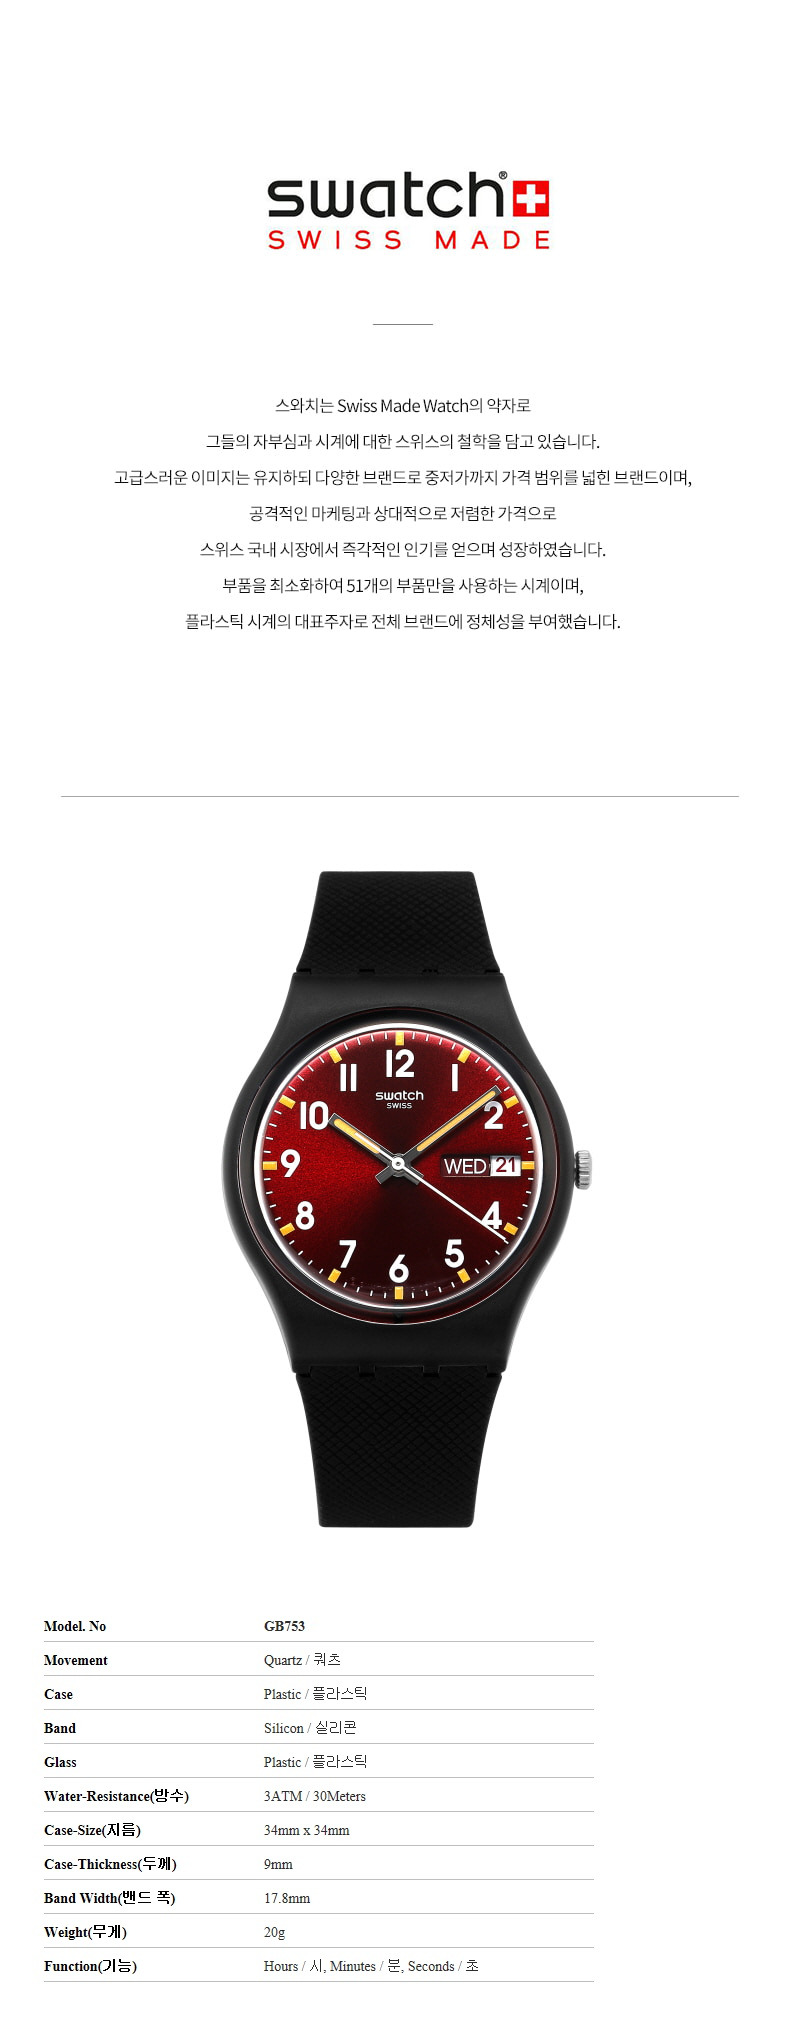 swatch®
SWISS MADE
스와치는 Swiss Made Watch의 약자로
그들의 자부심과 시계에 대한 스위스의 철학을 담고 있습니다.
고급스러운 이미지는 유지하되 다양한 브랜드로 중저가까지 가격 범위를 넓힌 브랜드이며,
공격적인 마케팅과 상대적으로 저렴한 가격으로
스위스 국내 시장에서 즉각적인 인기를 얻으며 성장하였습니다.
부품을 최소화하여 51개의 부품만을 사용하는 시계이며,
플라스틱 시계의 대표주자로 전체 브랜드에 정체성을 부여했습니다.
12
11 1
swatch
SWISS
10 2
9 WED 21
8 4
7 5
6
Model. No GB753
Movement Quartz / 쿼츠
Case Plastic / 플라스틱
Band Silicon / 실리콘
Glass Plastic / 플라스틱
Water-Resistance(방수) 3ATM / 30Meters
Case-Size(지름) 34mm x 34mm
Case-Thickness(두께) 9mm
Band Width(밴드 폭) 17.8mm
Weight(무게) 20g
Function(기능) Hours / 시, Minutes / 분, Seconds / 초